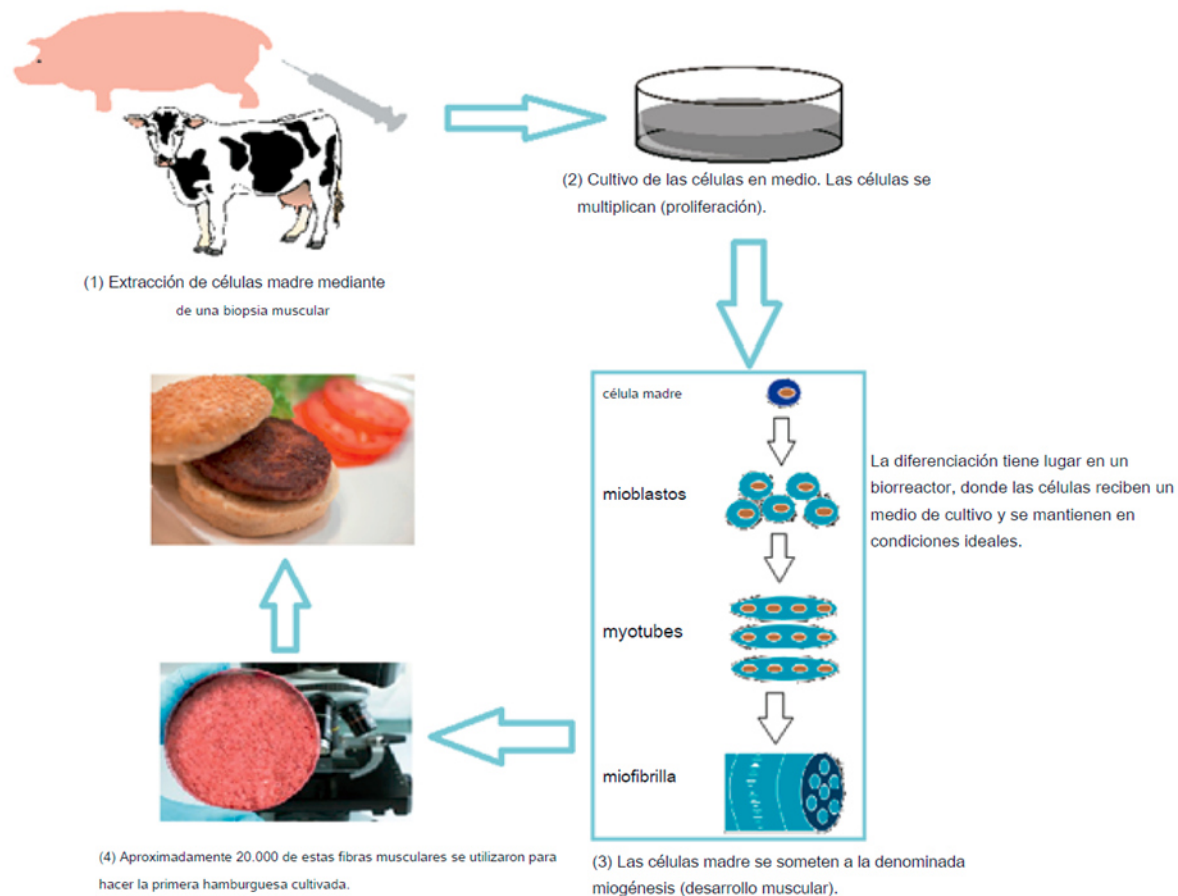 (1) Extracción de células madre mediante
de una biopsia muscular
(2) Cultivo de las células en medio. Las células se
multiplican (proliferación).
célula madre
mioblastos
myotubes
miofibrilla
La diferenciación tiene lugar en un
biorreactor, donde las células reciben un
medio de cultivo y se mantienen en
condiciones ideales.
(3) Las células madre se someten a la denominada
miogénesis (desarrollo muscular).
(4) Aproximadamente 20.000 de estas fibras musculares se utilizaron para
hacer la primera hamburguesa cultivada.